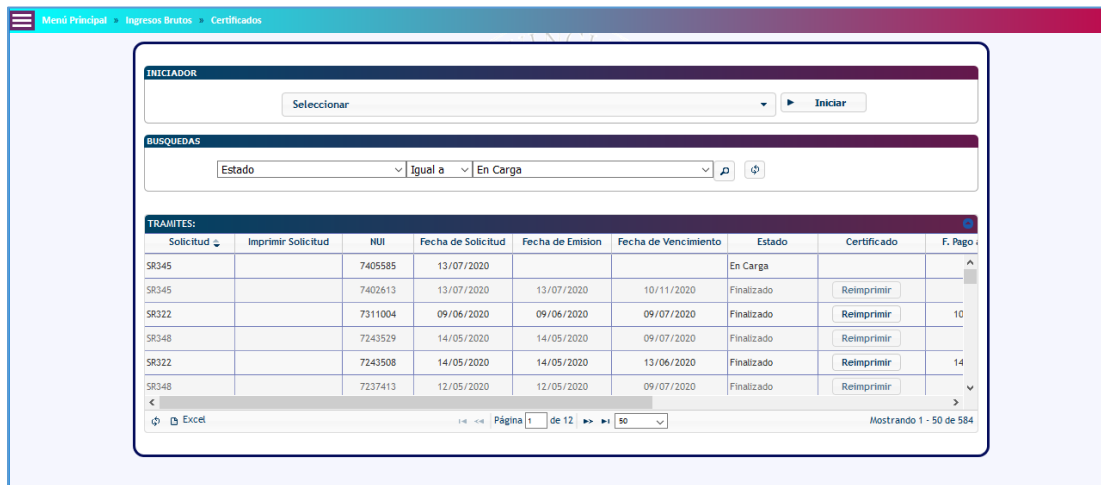 Menú Principal » Ingresos Brutos » Certificados
INICIADOR
Seleccionar Iniciar
BUSQUEDAS
Estado Igual a En Carga
TRAMITES:
Solicitud Imprimir Solicitud NUI Fecha de Solicitud Fecha de Emision Fecha de Vencimiento Estado Certificado F. Pago a
SR345 7405585 13/07/2020 En Carga
SR345 7402613 13/07/2020 13/07/2020 10/11/2020 Finalizado Reimprimir
SR322 7311004 09/06/2020 09/06/2020 09/07/2020 Finalizado Reimprimir 10
SR348 7243529 14/05/2020 14/05/2020 09/07/2020 Finalizado Reimprimir
SR322 7243508 14/05/2020 14/05/2020 13/06/2020 Finalizado Reimprimir 14
SR348 7237413 12/05/2020 12/05/2020 09/07/2020 Finalizado Reimprimir
Excel Página 1 de 12 50 Mostrando 1 - 50 de 584